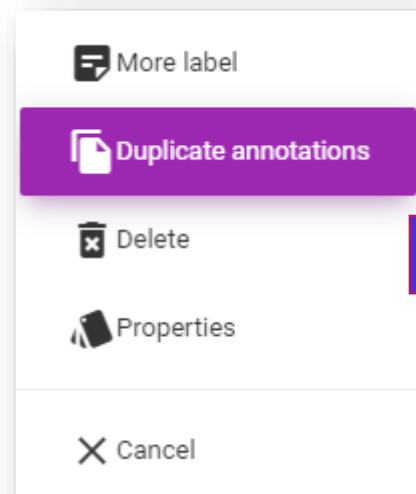 More label
Duplicate annotations
Delete
Properties
Cancel